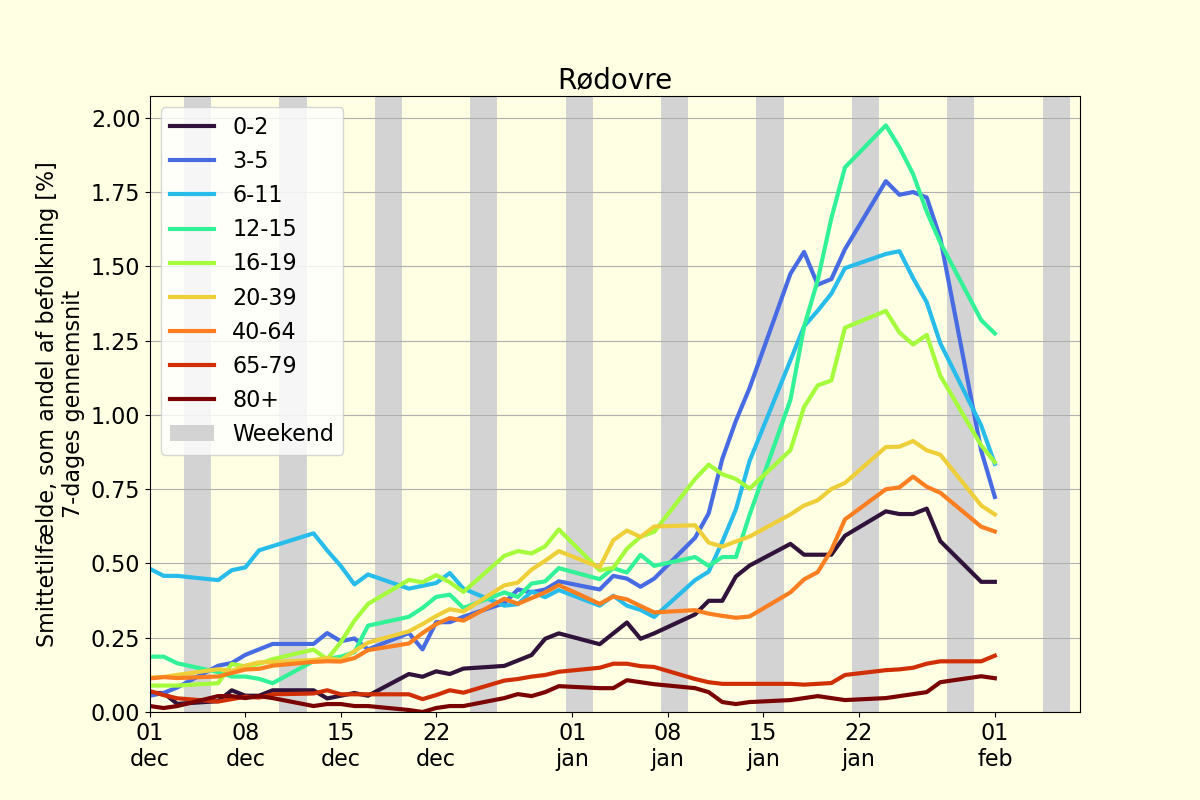 Rødovre
Smittetilfælde, som andel af befolkning [%]
7-dages gennemsnit
2.00
1.75
1.50
1.25
1.00
0.75
0.50
0.25
0.00
0-2
3-5
6-11
12-15
16-19
20-39
40-64
65-79
80+
Weekend
01
dec
08
dec
15
dec
22
dec
01
jan
08
jan
15
jan
22
jan
01
feb